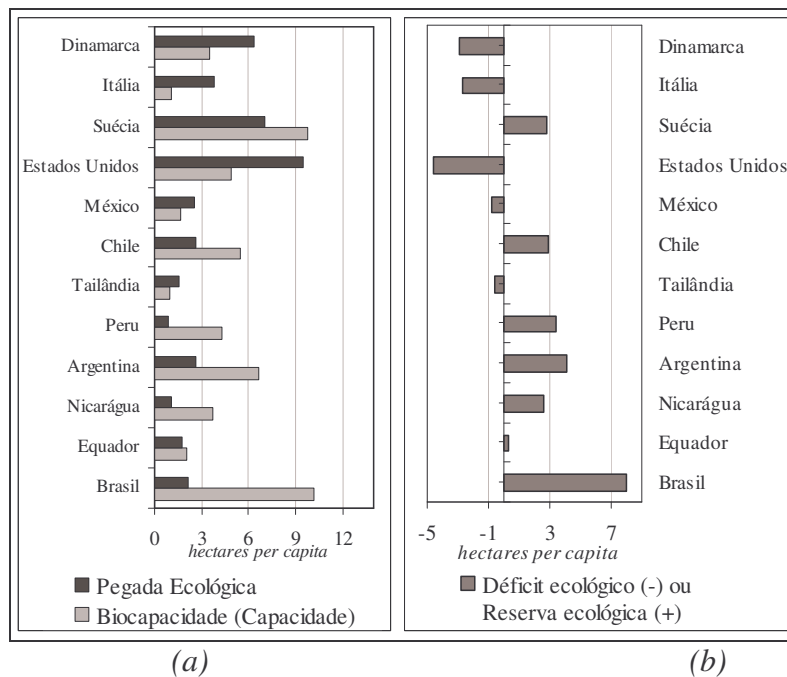 Dinamarca
Itália
Suécia
Estados Unidos
México
Chile
Tailândia
Peru
Argentina
Nicarágua
Equador
Brasil
0 3 6 9 12
hectares per capita
Pegada Ecológica
Biocapacidade (Capacidade)
(a)
Dinamarca
Itália
Suécia
Estados Unidos
México
Chile
Tailândia
Peru
Argentina
Nicarágua
Equador
Brasil
-5 -1 3 7
hectares per capita
Déficit ecológico (-) ou
Reserva ecológica (+)
(b)